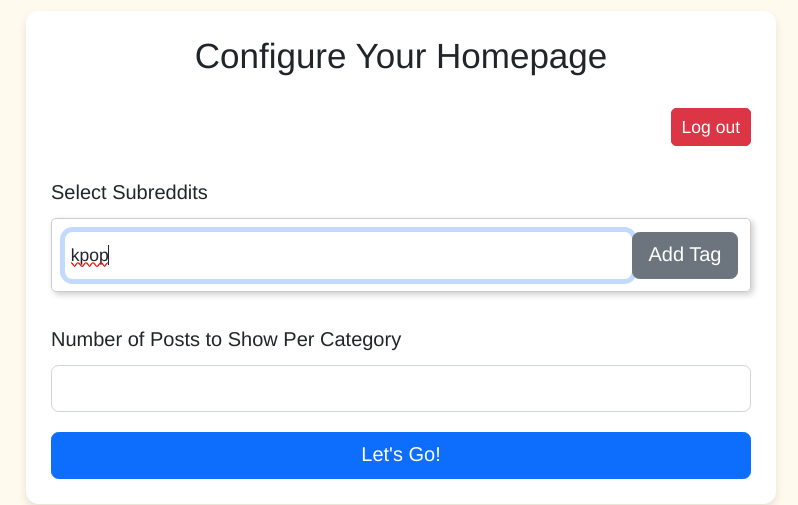 Configure Your Homepage
Log out
Select Subreddits
kpop
Add Tag
Number of Posts to Show Per Category
Let's Go!